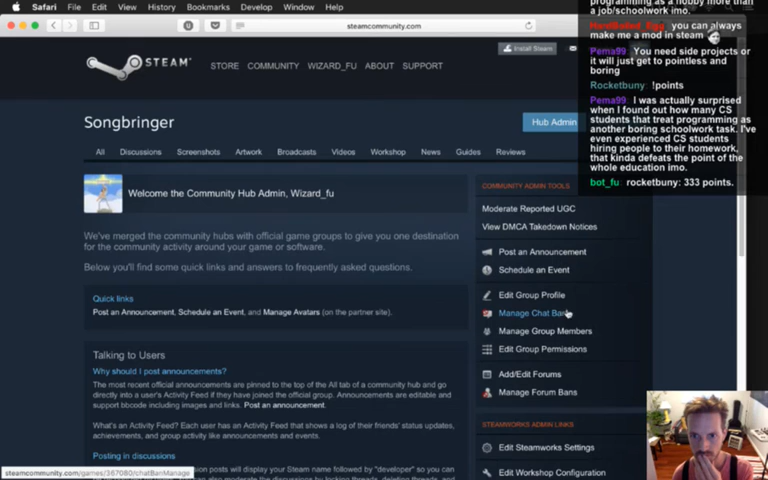 Safari File Edit View History Bookmarks Develop Window Help
programming as a hobby more than
a job/schoolwork imo.
steamcommunity.com
HardBoiled_Egg: you can always
make me a mod in steam
Install Steam
STEAM
STORE COMMUNITY WIZARD_FU ABOUT SUPPORT
Pema99: You need side projects or
it will just get to pointless and
boring
Rocketbuny: !points
Pema99: I was actually surprised
when I found out how many CS
students that treat programming as
another boring schoolwork task. I've
even experienced CS students
hiring people to their homework,
that kinda defeats the point of the
whole education imo.
bot_fu rocketbuny: 333 points.
Songbringer
Hub Admin
All Discussions Screenshots Artwork Broadcasts Videos Workshop News Guides Reviews
Welcome the Community Hub Admin, Wizard_fu
We've merged the community hubs with official game groups to give you one destination
for the community activity around your game or software.
Below you'll find some quick links and answers to frequently asked questions.
Quick links
Post an Announcement, Schedule an Event, and Manage Avatars (on the partner site).
Talking to Users
Why should I post announcements?
The most recent official announcements are pinned to the top of the All tab of a community hub and go
directly into a user's Activity Feed if they have joined the official group. Announcements are editable and
support bbcode including images and links. Post an announcement.
What's an Activity Feed? Each user has an Activity Feed that shows a log of their friends' status updates,
achievements, and group activity like announcements and events.
Posting in discussions
sion posts will display your Steam name followed by "developer" so you can
COMMUNITY ADMIN TOOLS
Moderate Reported UGC
View DMCA Takedown Notices
Post an Announcement
Schedule an Event
Edit Group Profile
Manage Chat Bans
Manage Group Members
Edit Group Permissions
Add/Edit Forums
Manage Forum Bans
STEAMWORKS ADMIN LINKS
Edit Steamworks Settings
Edit Workshop Configuration
steamcommunity.com/games/367080/chatBanManage